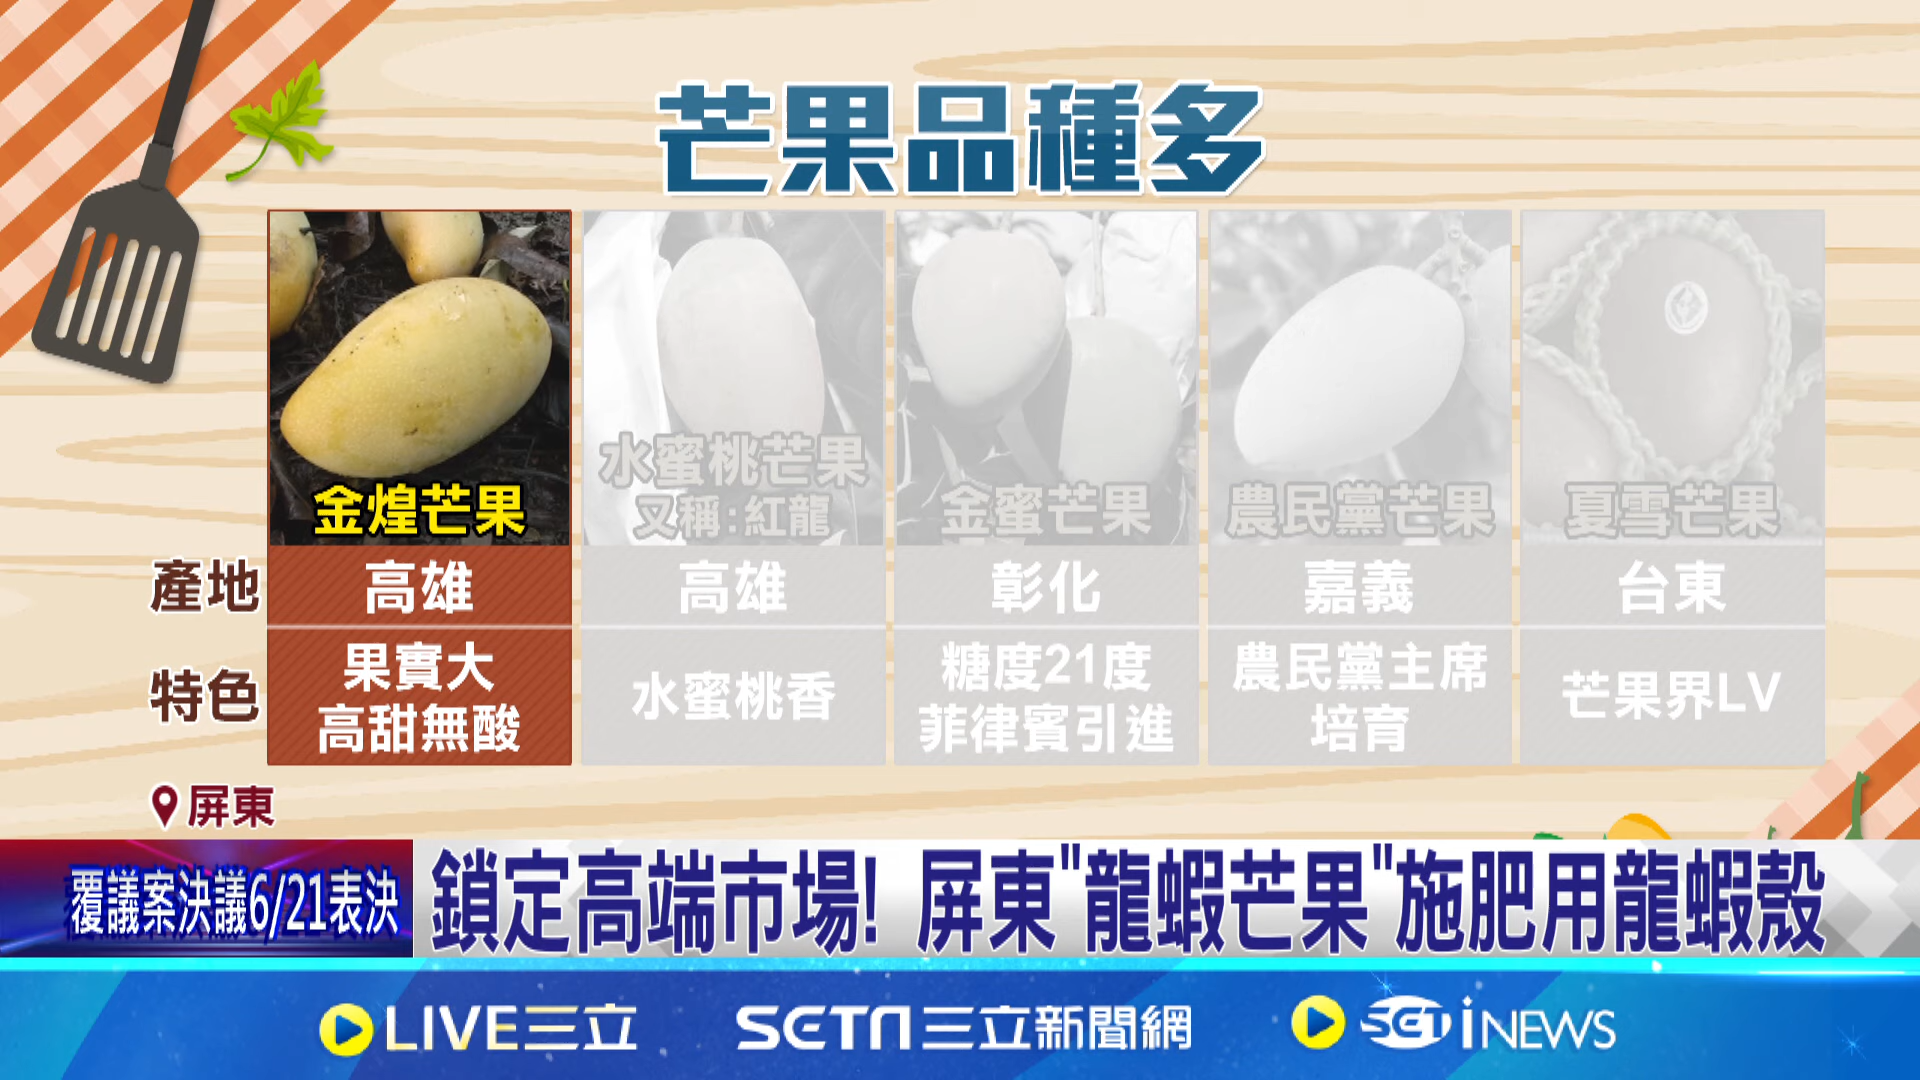 芒果品種多
金煌芒果
水蜜桃芒果
又稱:紅龍
金蜜芒果
農民黨芒果
夏雪芒果
產地
高雄
高雄
彰化
嘉義
台東
特色
果實大
高甜無酸
水蜜桃香
糖度21度
菲律賓引進
農民黨主席
培育
芒果界LV
屏東
覆議案決議6/21表決
鎖定高端市場! 屏東"龍蝦芒果"施肥用龍蝦殼
LIVE三立
SETN三立新聞網
SET iNEWS